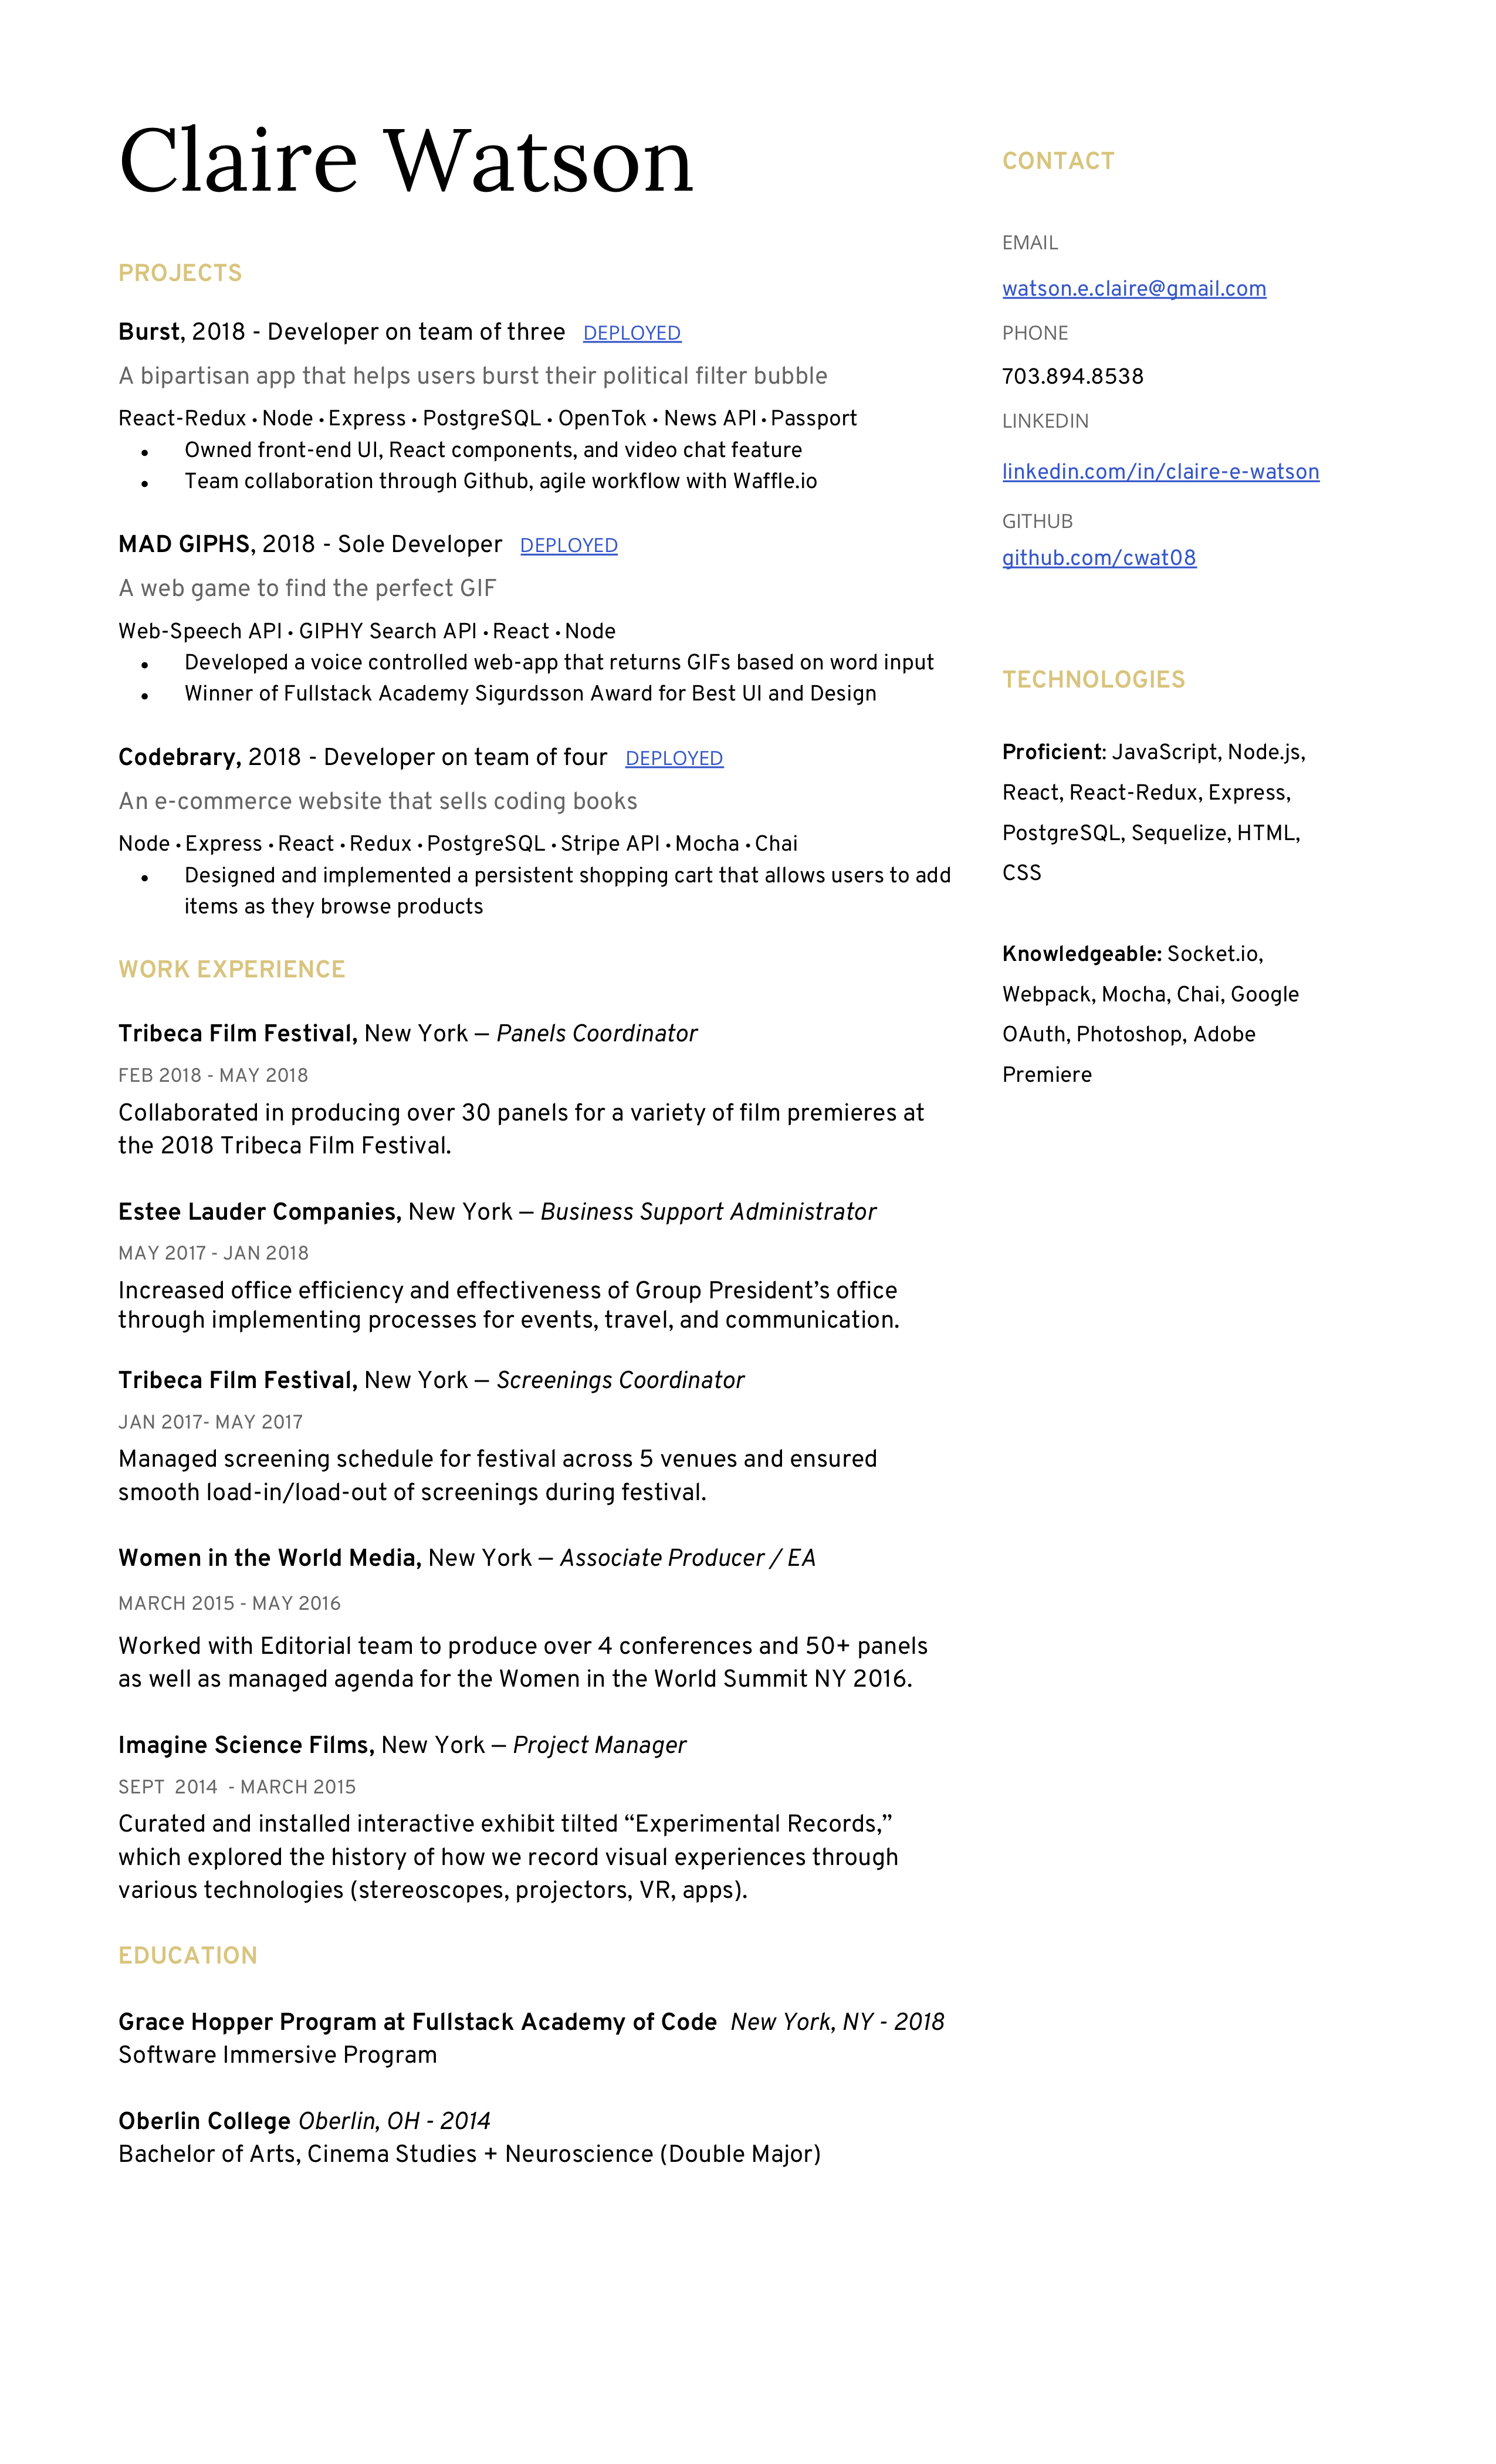 Claire Watson
PROJECTS
Burst, 2018 - Developer on team of three DEPLOYED
A bipartisan app that helps users burst their political filter bubble
React-Redux • Node • Express • PostgreSQL • OpenTok • News API • Passport
• Owned front-end UI, React components, and video chat feature
• Team collaboration through Github, agile workflow with Waffle.io
MAD GIPHS, 2018 - Sole Developer DEPLOYED
A web game to find the perfect GIF
Web-Speech API • GIPHY Search API • React • Node
• Developed a voice controlled web-app that returns GIFs based on word input
• Winner of Fullstack Academy Sigurdsson Award for Best UI and Design
Codebrary, 2018 - Developer on team of four DEPLOYED
An e-commerce website that sells coding books
Node • Express • React • Redux • PostgreSQL • Stripe API • Mocha • Chai
• Designed and implemented a persistent shopping cart that allows users to add
items as they browse products
WORK EXPERIENCE
Tribeca Film Festival, New York — Panels Coordinator
FEB 2018 - MAY 2018
Collaborated in producing over 30 panels for a variety of film premieres at
the 2018 Tribeca Film Festival.
Estee Lauder Companies, New York — Business Support Administrator
MAY 2017 - JAN 2018
Increased office efficiency and effectiveness of Group President’s office
through implementing processes for events, travel, and communication.
Tribeca Film Festival, New York — Screenings Coordinator
JAN 2017- MAY 2017
Managed screening schedule for festival across 5 venues and ensured
smooth load-in/load-out of screenings during festival.
Women in the World Media, New York — Associate Producer / EA
MARCH 2015 - MAY 2016
Worked with Editorial team to produce over 4 conferences and 50+ panels
as well as managed agenda for the Women in the World Summit NY 2016.
Imagine Science Films, New York — Project Manager
SEPT 2014 - MARCH 2015
Curated and installed interactive exhibit tilted “Experimental Records,”
which explored the history of how we record visual experiences through
various technologies (stereoscopes, projectors, VR, apps).
EDUCATION
Grace Hopper Program at Fullstack Academy of Code New York, NY - 2018
Software Immersive Program
Oberlin College Oberlin, OH - 2014
Bachelor of Arts, Cinema Studies + Neuroscience (Double Major)
CONTACT
EMAIL
watson.e.claire@gmail.com
PHONE
703.894.8538
LINKEDIN
linkedin.com/in/claire-e-watson
GITHUB
github.com/cwat08
TECHNOLOGIES
Proficient: JavaScript, Node.js,
React, React-Redux, Express,
PostgreSQL, Sequelize, HTML,
CSS
Knowledgeable: Socket.io,
Webpack, Mocha, Chai, Google
OAuth, Photoshop, Adobe
Premiere